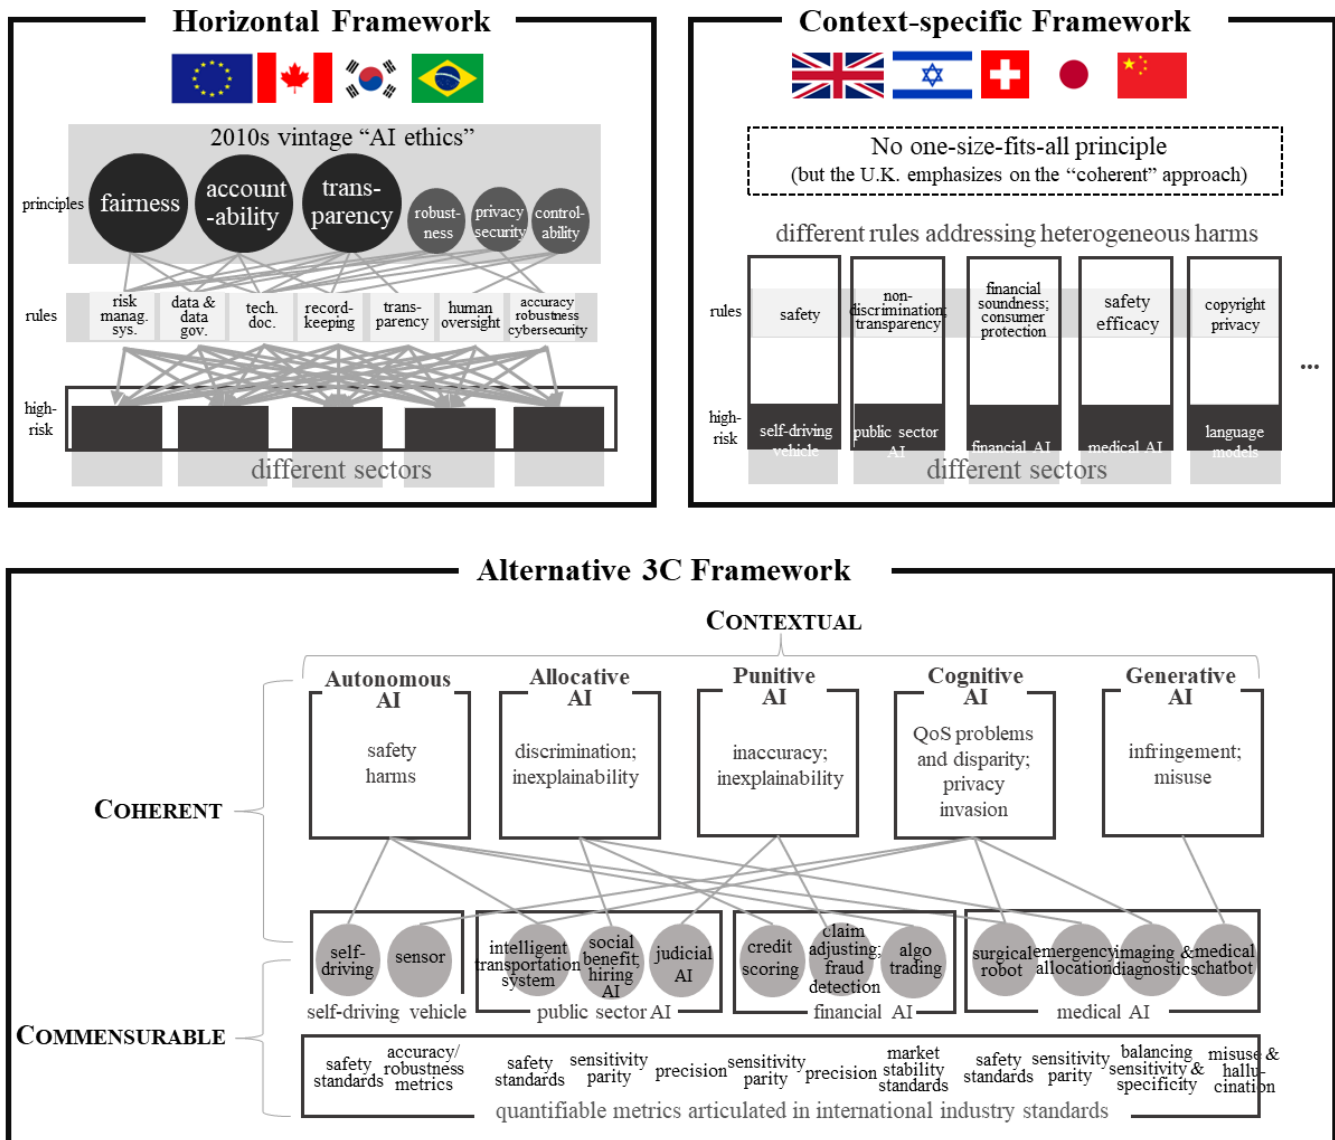 Horizontal Framework
2010s vintage “AI ethics”
principles
fairness
account
-ability
trans-
parency
robust-
ness
privacy
security
control-
ability
rules
risk
manag.
sys.
data &
data
gov.
tech.
doc.
record-
keeping
trans-
parency
human
oversight
accuracy
robustness
cybersecurity
high-
risk
different sectors
Context-specific Framework
No one-size-fits-all principle
(but the U.K. emphasizes on the “coherent” approach)
different rules addressing heterogeneous harms
rules
safety
non-
discrimination;
transparency
financial
soundness;
consumer
protection
safety
efficacy
copyright
privacy
...
high-
risk
self-driving
vehicle
public sector
AI
financial AI
medical AI
language
models
different sectors
Alternative 3C Framework
CONTEXTUAL
COHERENT
COMMENSURABLE
Autonomous
AI
safety
harms
Allocative
AI
discrimination;
inexplainability
Punitive
AI
inaccuracy;
inexplainability
Cognitive
AI
QoS problems
and disparity;
privacy
invasion
Generative
AI
infringement;
misuse
self-
driving
sensor
self-driving vehicle
intelligent
transportation
system
social
benefit;
hiring
AI
judicial
AI
public sector AI
credit
scoring
claim
adjusting;
fraud
detection
algo
trading
financial AI
surgical
robot
emergency
allocation
imaging &
diagnostics
medical
chatbot
medical AI
safety
standards
accuracy/
robustness
metrics
safety
standards
sensitivity
parity
precision
sensitivity
parity
precision
market
stability
standards
safety
standards
sensitivity
parity
balancing
sensitivity &
specificity
misuse &
hallu-
cination
quantifiable metrics articulated in international industry standards